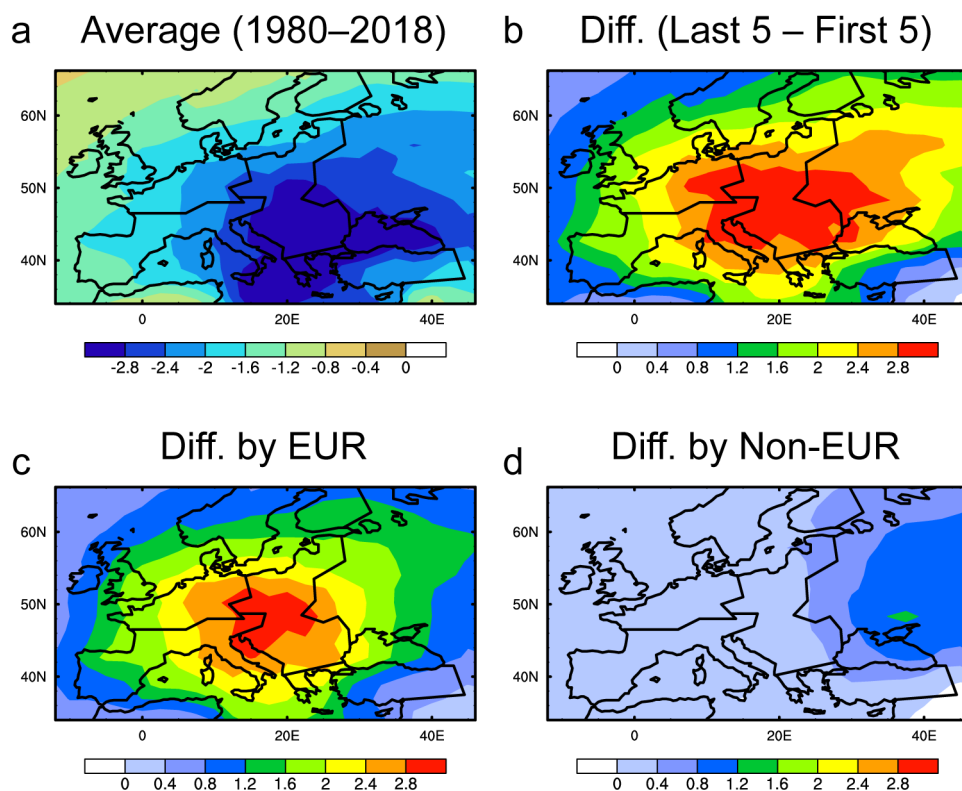 a Average (1980–2018)
b Diff. (Last 5 – First 5)
60N
50N
40N
0 20E 40E
-2.8 -2.4 -2 -1.6 -1.2 -0.8 -0.4 0
60N
50N
40N
0 20E 40E
0 0.4 0.8 1.2 1.6 2 2.4 2.8
c Diff. by EUR
d Diff. by Non-EUR
60N
50N
40N
0 20E 40E
0 0.4 0.8 1.2 1.6 2 2.4 2.8
60N
50N
40N
0 20E 40E
0 0.4 0.8 1.2 1.6 2 2.4 2.8